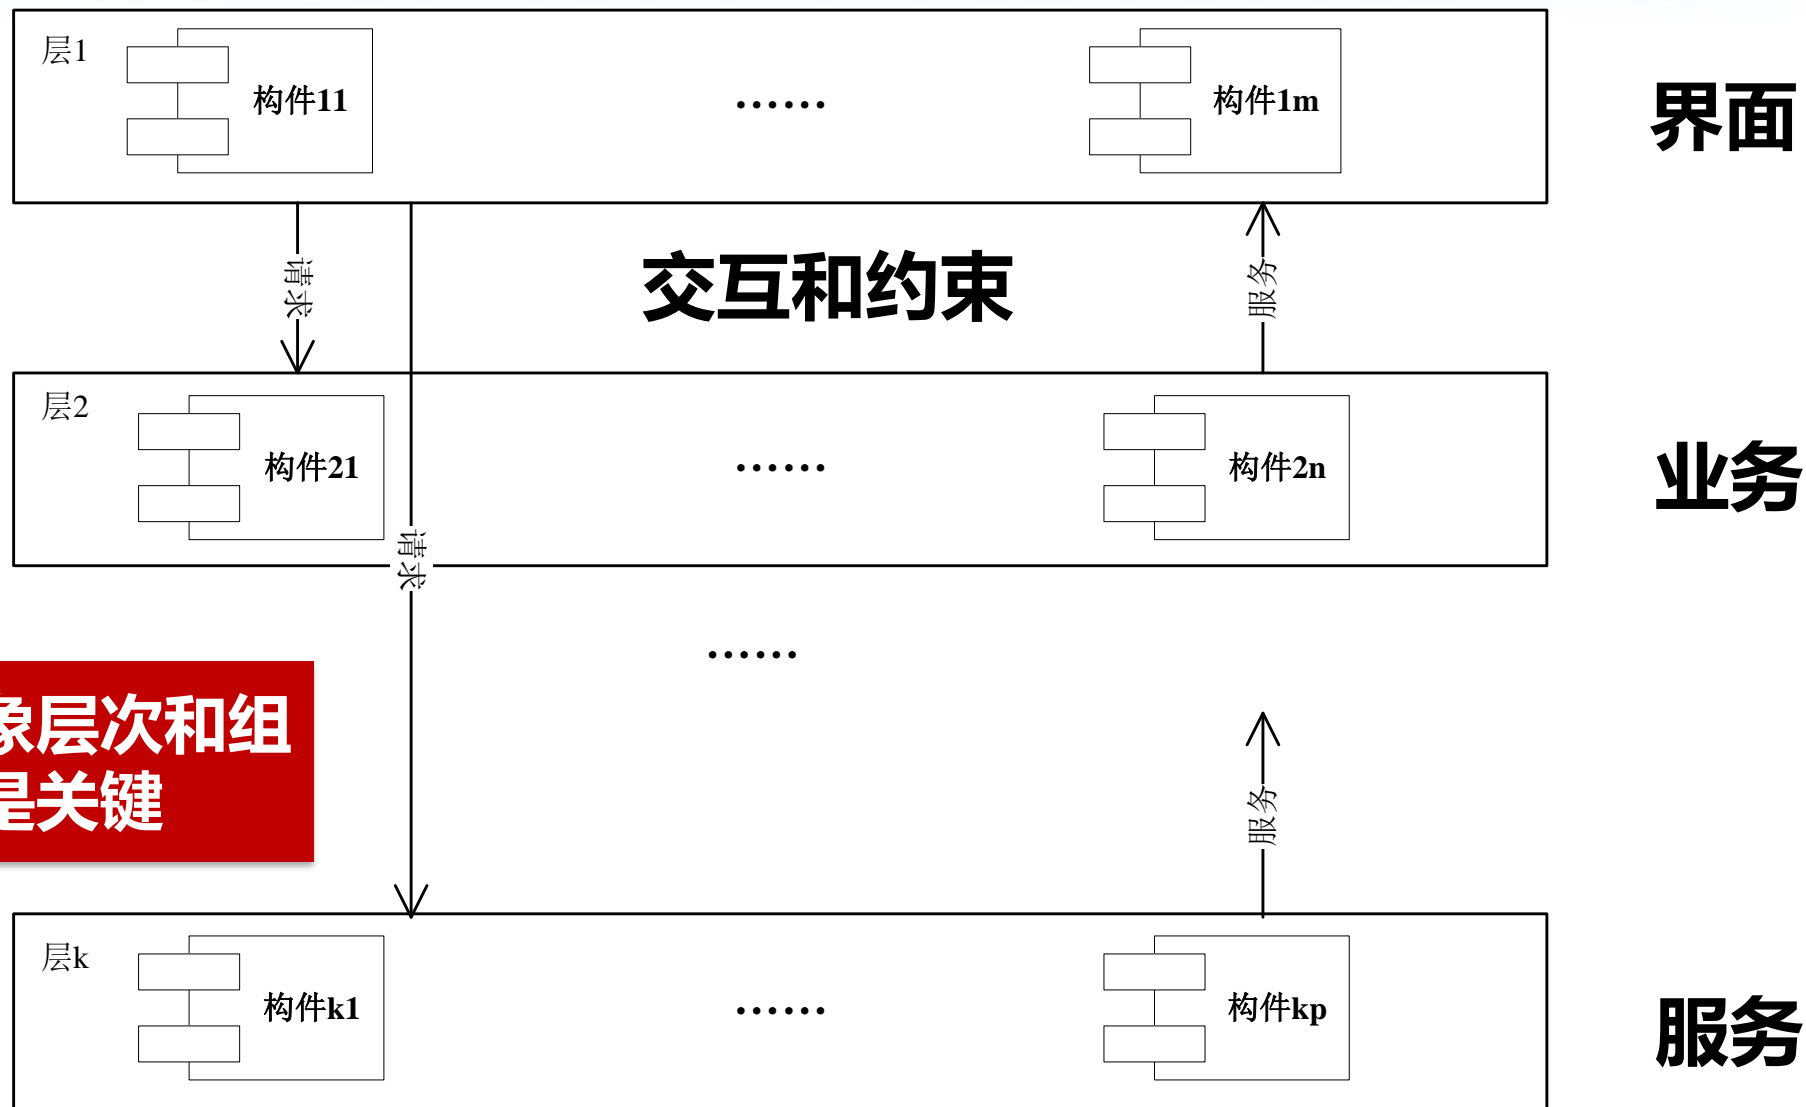 层1
构件11
......
构件1m
界面
请求
交互和约束
服务
层2
构件21
......
构件2n
业务
请求
......
象层次和组
是关键
服务
层k
构件k1
......
构件kp
服务